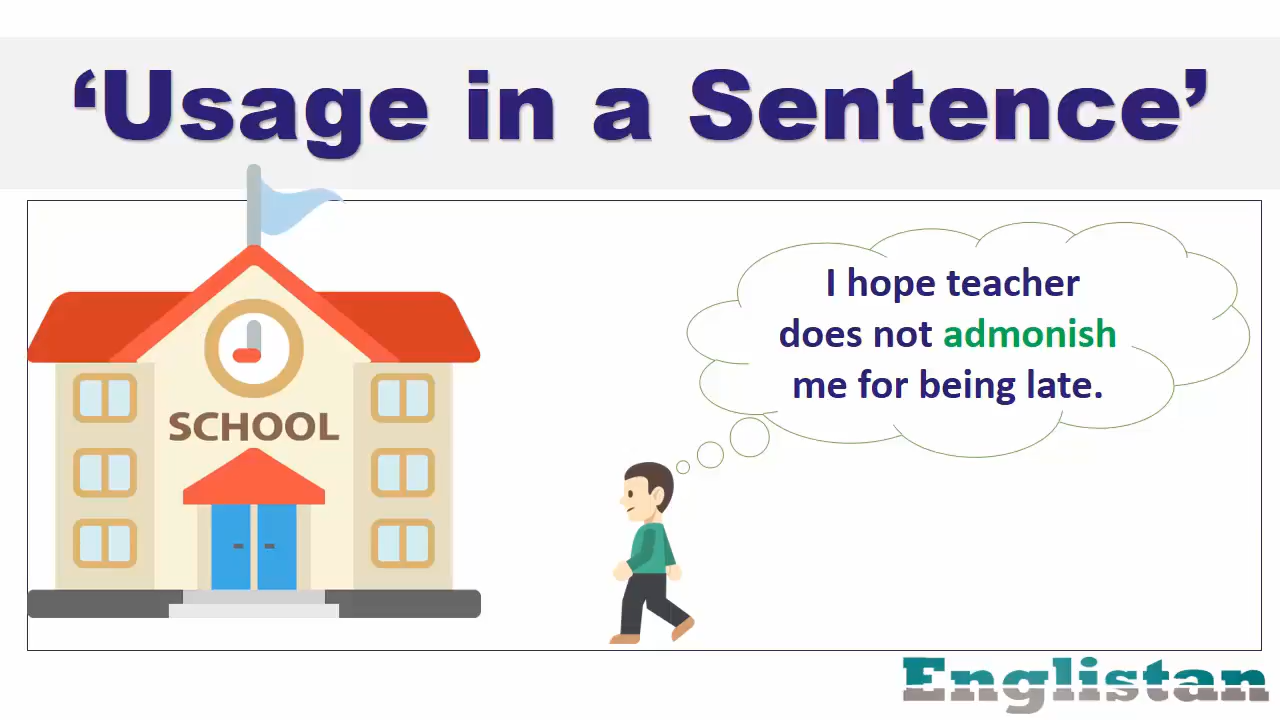 ‘Usage in a Sentence’
I hope teacher
does not admonish
me for being late.
SCHOOL
Englistan